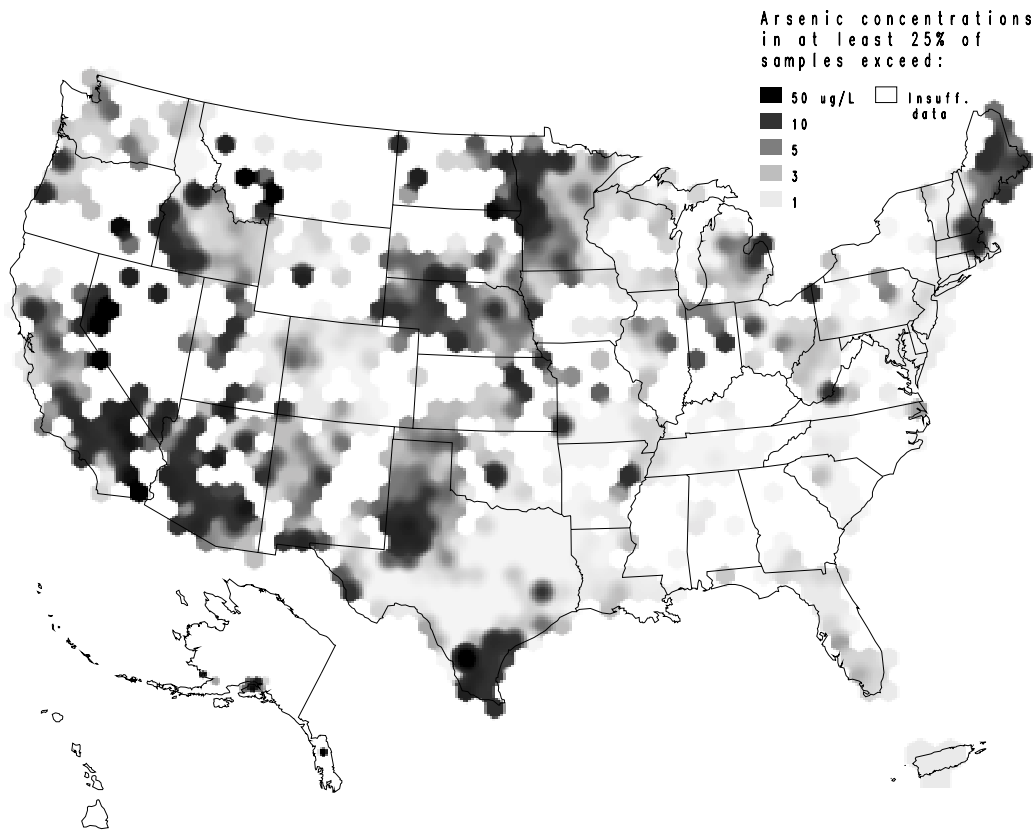 Arsenic concentrations
in at least 25% of
samples exceed:
50 ug/L
Insuff.
data
10
5
3
1